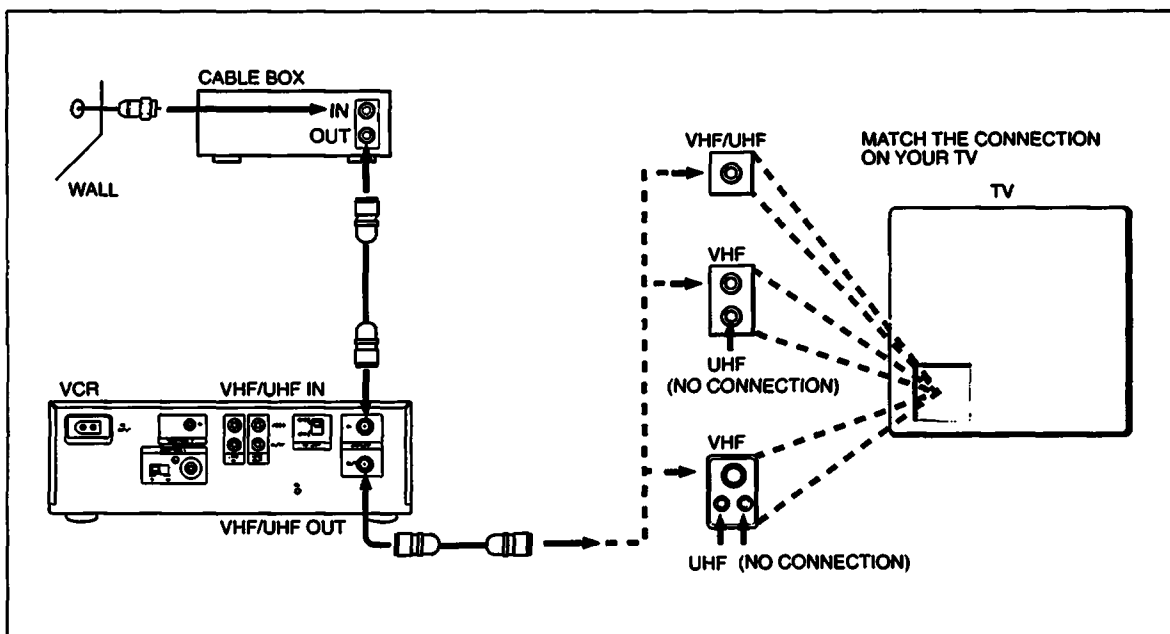 CABLE BOX
IN
OUT
WALL
VHF/UHF
MATCH THE CONNECTION
ON YOUR TV
TV
VHF
UHF
(NO CONNECTION)
VCR
VHF/UHF IN
VHF
VHF/UHF OUT
UHF (NO CONNECTION)